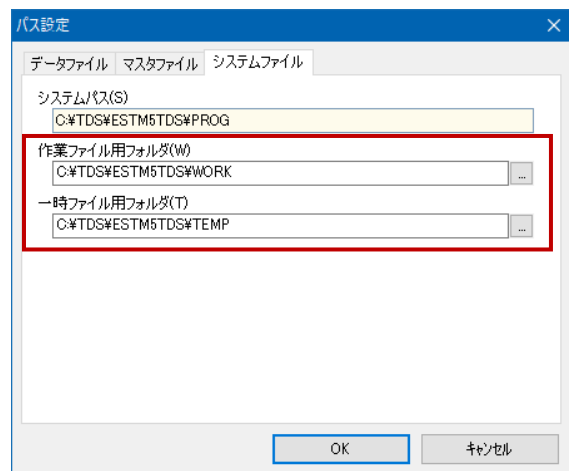 パス設定
データファイル マスタファイル システムファイル
システムパス(S)
C:¥TDS¥ESTM5TDS¥PROG
作業ファイル用フォルダ(W)
C:¥TDS¥ESTM5TDS¥WORK
...
一時ファイル用フォルダ(T)
C:¥TDS¥ESTM5TDS¥TEMP
...
OK キャンセル